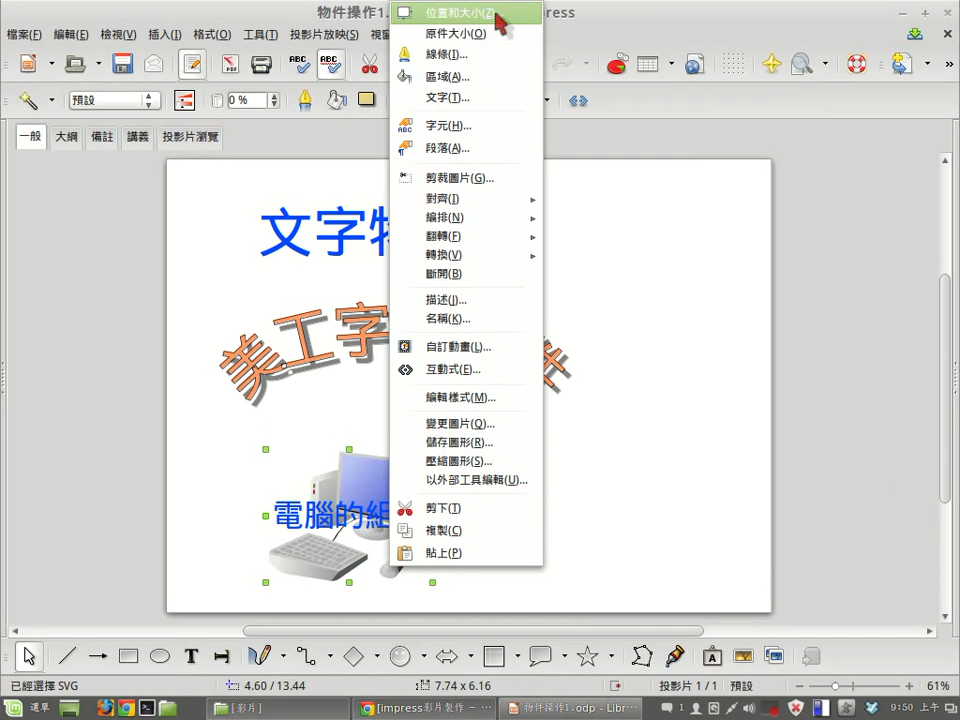 物件操作1.
ess
檔案(F) 編輯(E) 檢視(V) 插入(I) 格式(O) 工具(T) 投影片放映(S) 視窗
預設 0 %
一般 大綱 備註 講義 投影片瀏覽
位置和大小(Z)
原件大小(O)
線條(I)...
區域(A)...
文字(T)...
字元(H)...
段落(A)...
剪裁圖片(G)...
對齊(I)
編排(N)
翻轉(F)
轉換(V)
斷開(B)
描述(J)...
名稱(K)...
自訂動畫(L)...
互動式(E)...
編輯樣式(M)...
變更圖片(Q)...
儲存圖形(R)...
壓縮圖形(S)...
以外部工具編輯(U)...
剪下(T)
複製(C)
貼上(P)
文字物
美工字
件
電腦的組
已經選擇 SVG 4.60 / 13.44 7.74 x 6.16 投影片 1 / 1 預設 61%
選單 [影片] [impress影片製作 - ... 物件操作1.odp - Libr... 1 9:50 上午